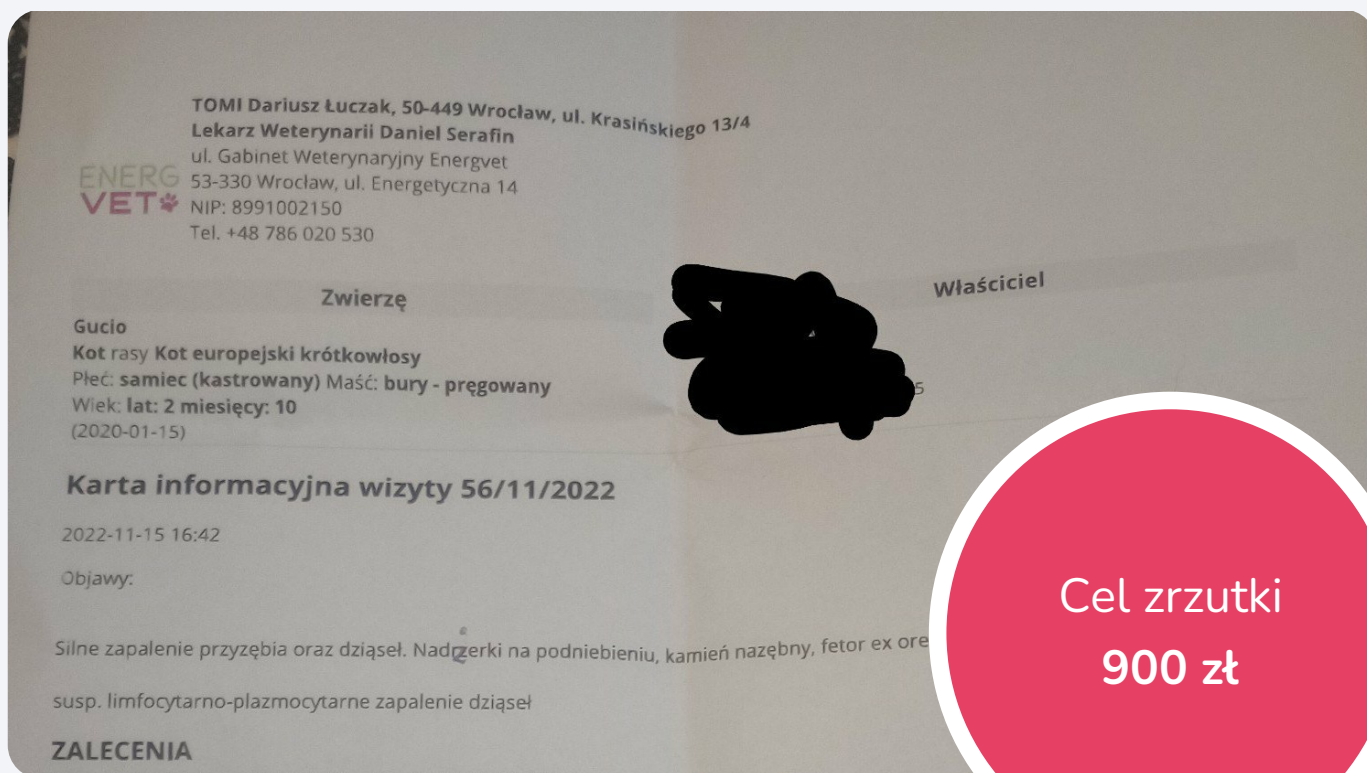 TOMI Dariusz Łuczak, 50-449 Wrocław, ul. Krasińskiego 13/4
Lekarz Weterynarii Daniel Serafin
ul. Gabinet Weterynaryjny Energvet
53-330 Wrocław, ul. Energetyczna 14
NIP: 8991002150
Tel. +48 786 020 530
ENERG
VET
Zwierzę
Gucio
Kot rasy Kot europejski krótkowłosy
Płeć: samiec (kastrowany) Maść: bury - pręgowany
Wiek: lat: 2 miesięcy: 10
(2020-01-15)
Właściciel
5
Karta informacyjna wizyty 56/11/2022
2022-11-15 16:42
Objawy:
Silne zapalenie przyzębia oraz dziąseł. Nadżerki na podniebieniu, kamień nazębny, fetor ex ore
susp. limfocytarno-plazmocytarne zapalenie dziąseł
ZALECENIA
Cel zrzutki
900 zł